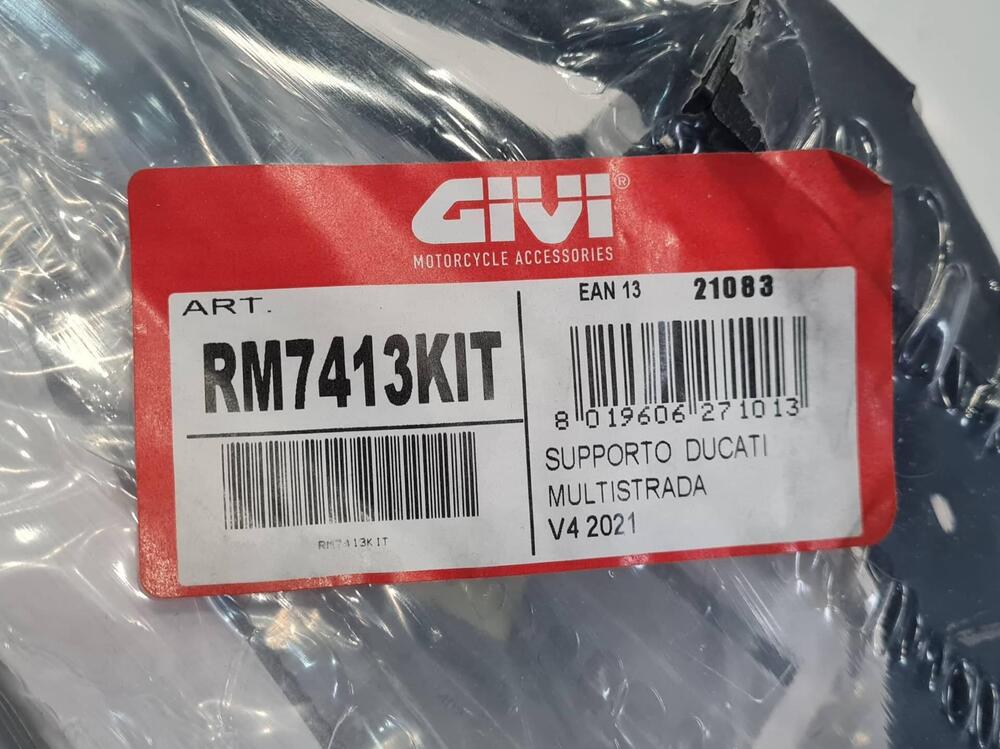 GIVI®
MOTORCYCLE ACCESSORIES
ART.
RM7413KIT
RM7413KIT
EAN 13 21083
8 019606 271013
SUPPORTO DUCATI
MULTISTRADA
V4 2021